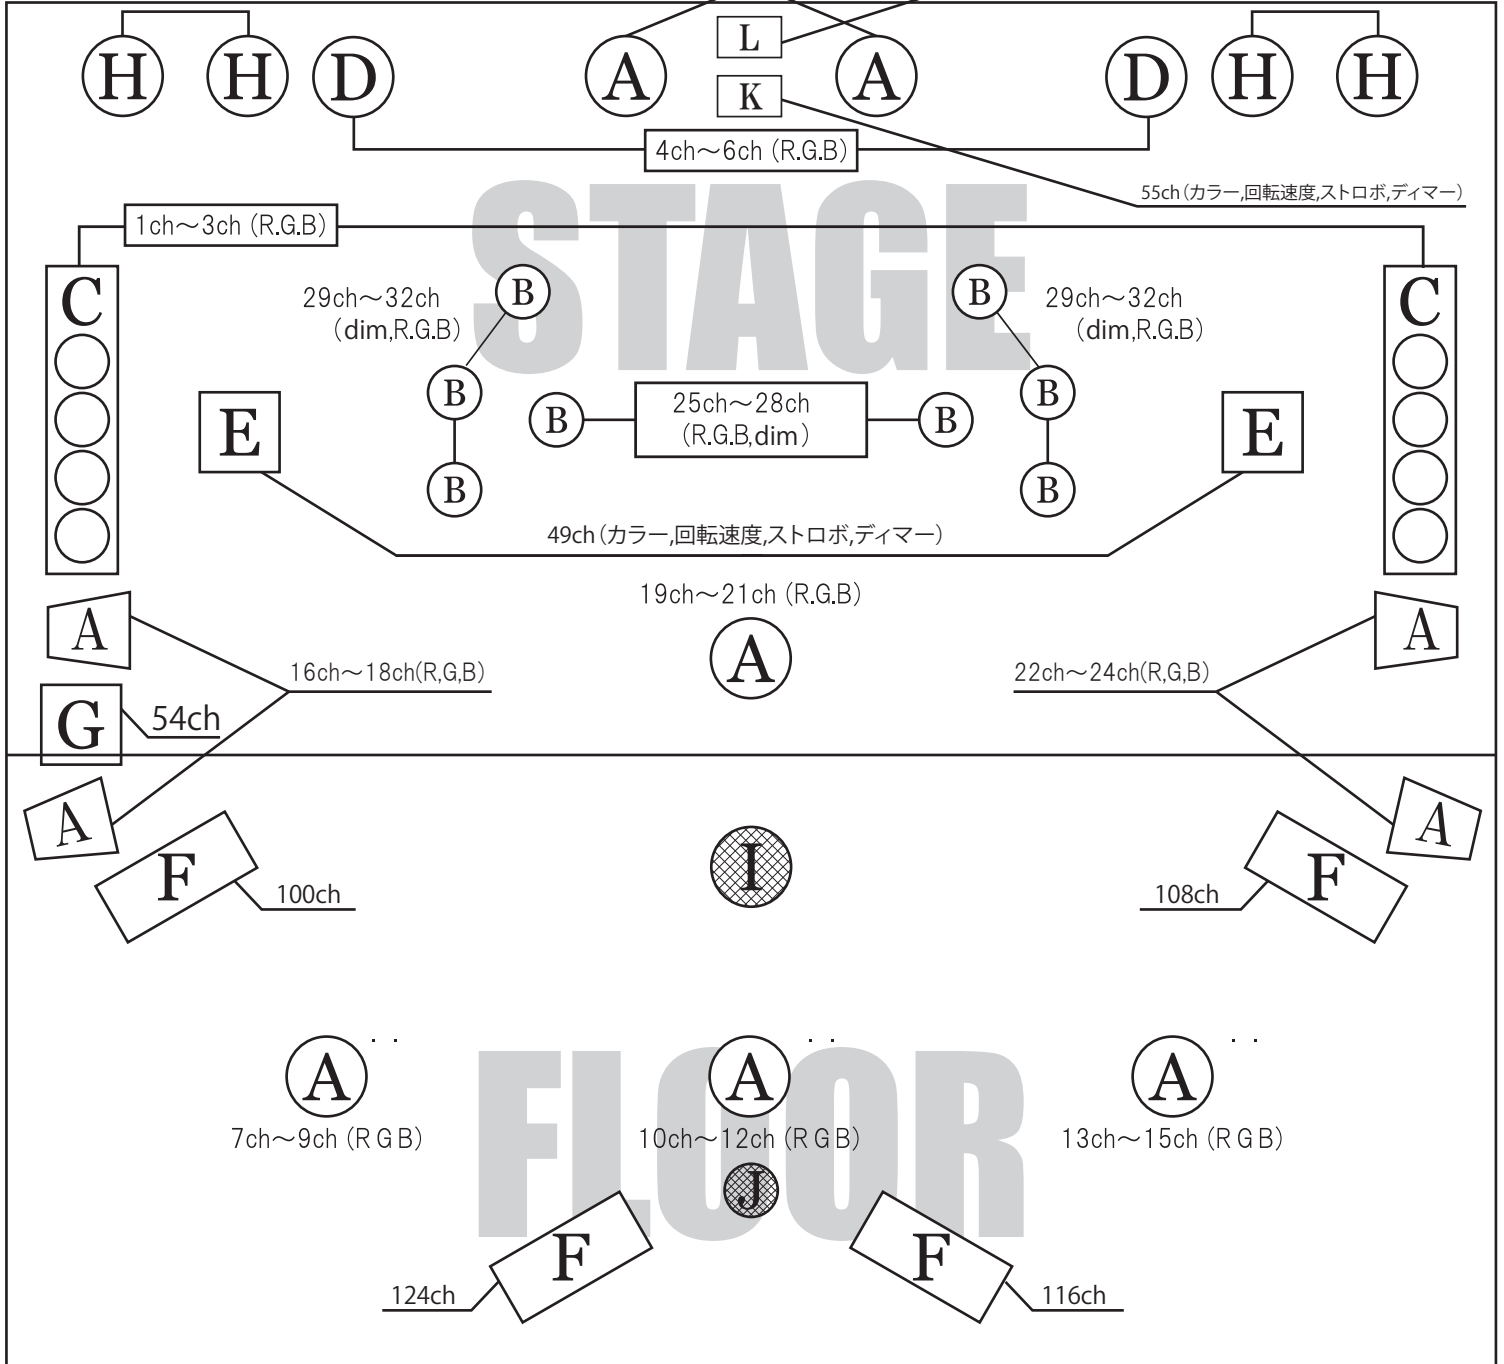 L
H H D A A D H H
K
4ch～6ch (R.G.B)
55ch（カラー,回転速度,ストロボ,ディマー）
STAGE
1ch～3ch (R.G.B)
C
29ch～32ch
(dim,R.G.B)
B
B
29ch～32ch
(dim,R.G.B)
C
E
B
B
25ch～28ch
(R.G.B,dim)
B
B
E
B
B
49ch（カラー,回転速度,ストロボ,ディマー）
19ch～21ch (R.G.B)
A
16ch～18ch(R,G,B)
A
22ch～24ch(R,G,B)
A
G
54ch
A
A
F
100ch
I
108ch
F
A
A
A
7ch～9ch (R G B)
10ch～12ch (R G B)
13ch～15ch (R G B)
FLOOR
J
F
F
124ch
116ch